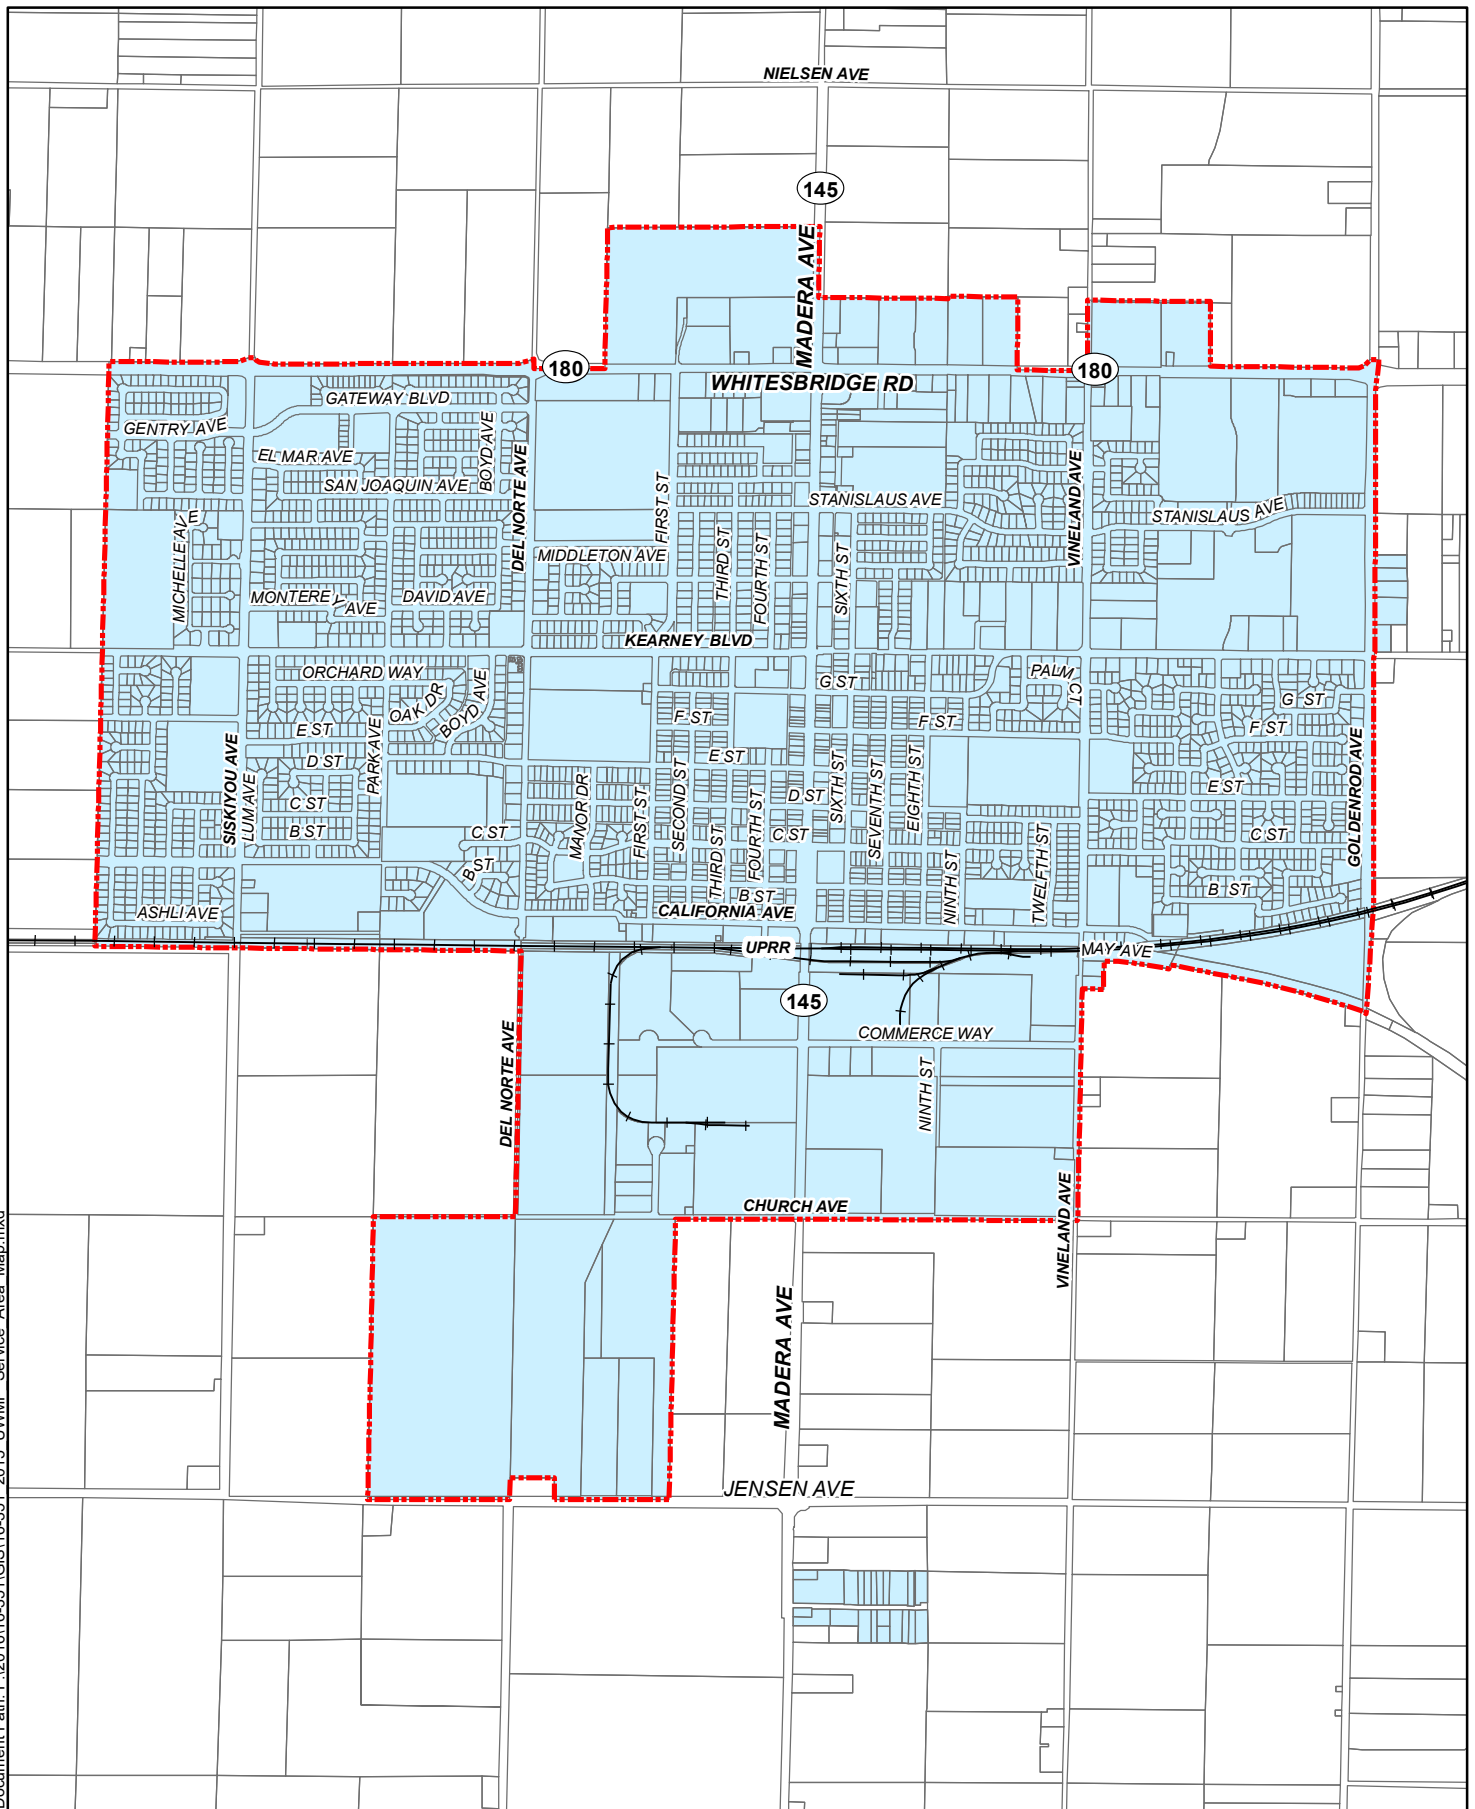 NIELSEN AVE
145
MADERA AVE
180
180
WHITESBRIDGE RD
GATEWAY BLVD
GENTRY AVE
BOYD AVE
EL MAR AVE
DEL NORTE AVE
SAN JOAQUIN AVE
FIRST ST
STANISLAUS AVE
VINELAND AVE
STANISLAUS AVE
MICHELLE AVE
MIDDLETON AVE
THIRD ST
FOURTH ST
SIXTH ST
MONTEREY AVE
DAVID AVE
KEARNEY BLVD
ORCHARD WAY
G ST
PALM CT
OAK DR
BOYD AVE
G ST
F ST
F ST
F ST
E ST
PARK AVE
SISKIYOU AVE
LUM AVE
D ST
E ST
GOLDENROD AVE
E ST
C ST
B ST
C ST
MANOR DR
FIRST ST
SECOND ST
THIRD ST
FOURTH ST
D ST
C ST
SIXTH ST
SEVENTH ST
EIGHTH ST
NINTH ST
TWELFTH ST
C ST
B ST
B ST
B ST
ASHLI AVE
CALIFORNIA AVE
UPRR
MAY AVE
145
COMMERCE WAY
DEL NORTE AVE
NINTH ST
CHURCH AVE
VINELAND AVE
MADERA AVE
JENSEN AVE